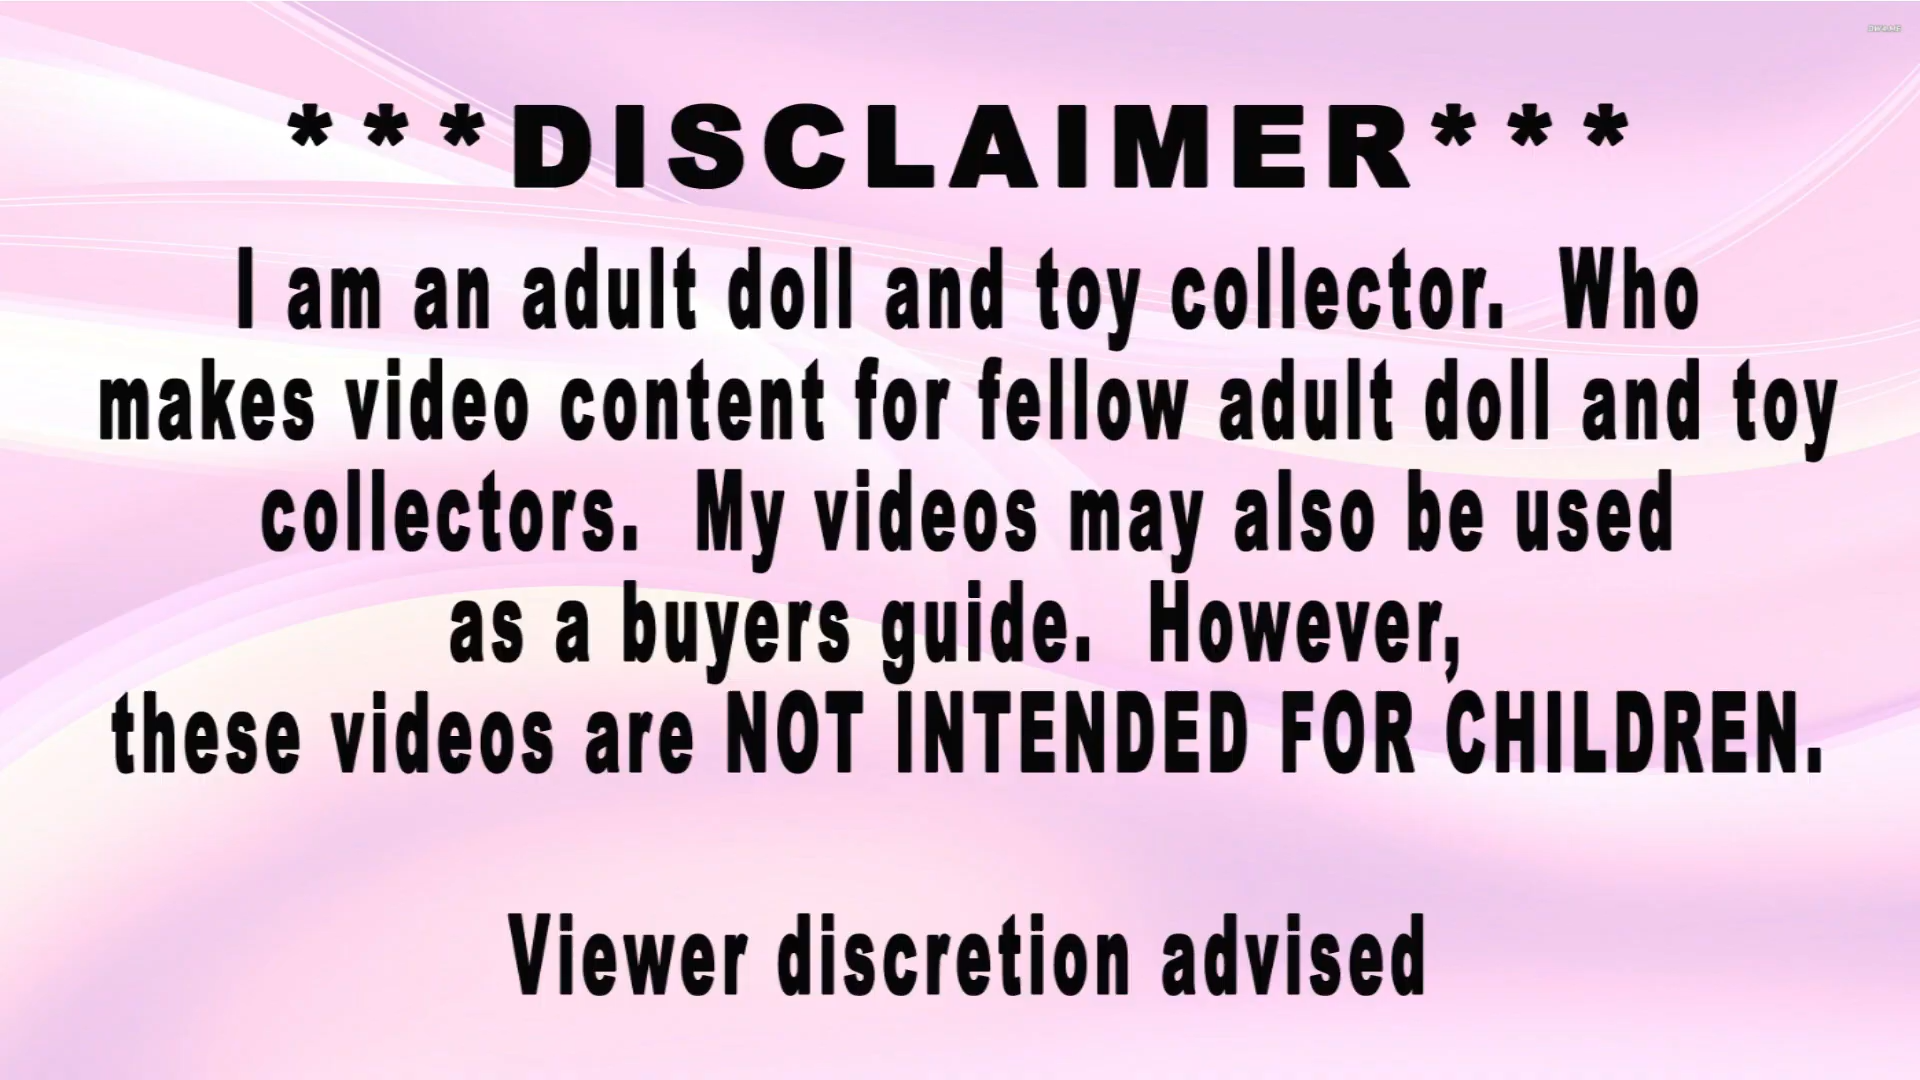 ***DISCLAIMER***
I am an adult doll and toy collector.  Who
makes video content for fellow adult doll and toy
collectors.  My videos may also be used
as a buyers guide.  However,
these videos are NOT INTENDED FOR CHILDREN.
Viewer discretion advised